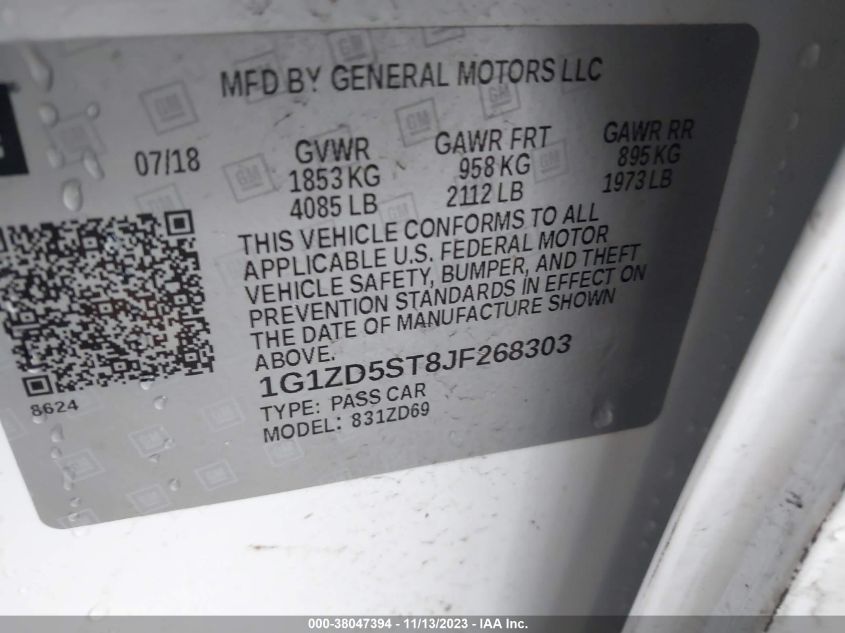 MFD BY GENERAL MOTORS LLC
07/18
GVWR
1853 KG
4085 LB
GAWR FRT
958 KG
2112 LB
GAWR RR
895 KG
1973 LB
THIS VEHICLE CONFORMS TO ALL
APPLICABLE U.S. FEDERAL MOTOR
VEHICLE SAFETY, BUMPER, AND THEFT
PREVENTION STANDARDS IN EFFECT ON
THE DATE OF MANUFACTURE SHOWN
ABOVE.
1G1ZD5ST8JF268303
TYPE: PASS CAR
MODEL: 831ZD69
8624
GM
000-38047394 - 11/13/2023 - IAA Inc.